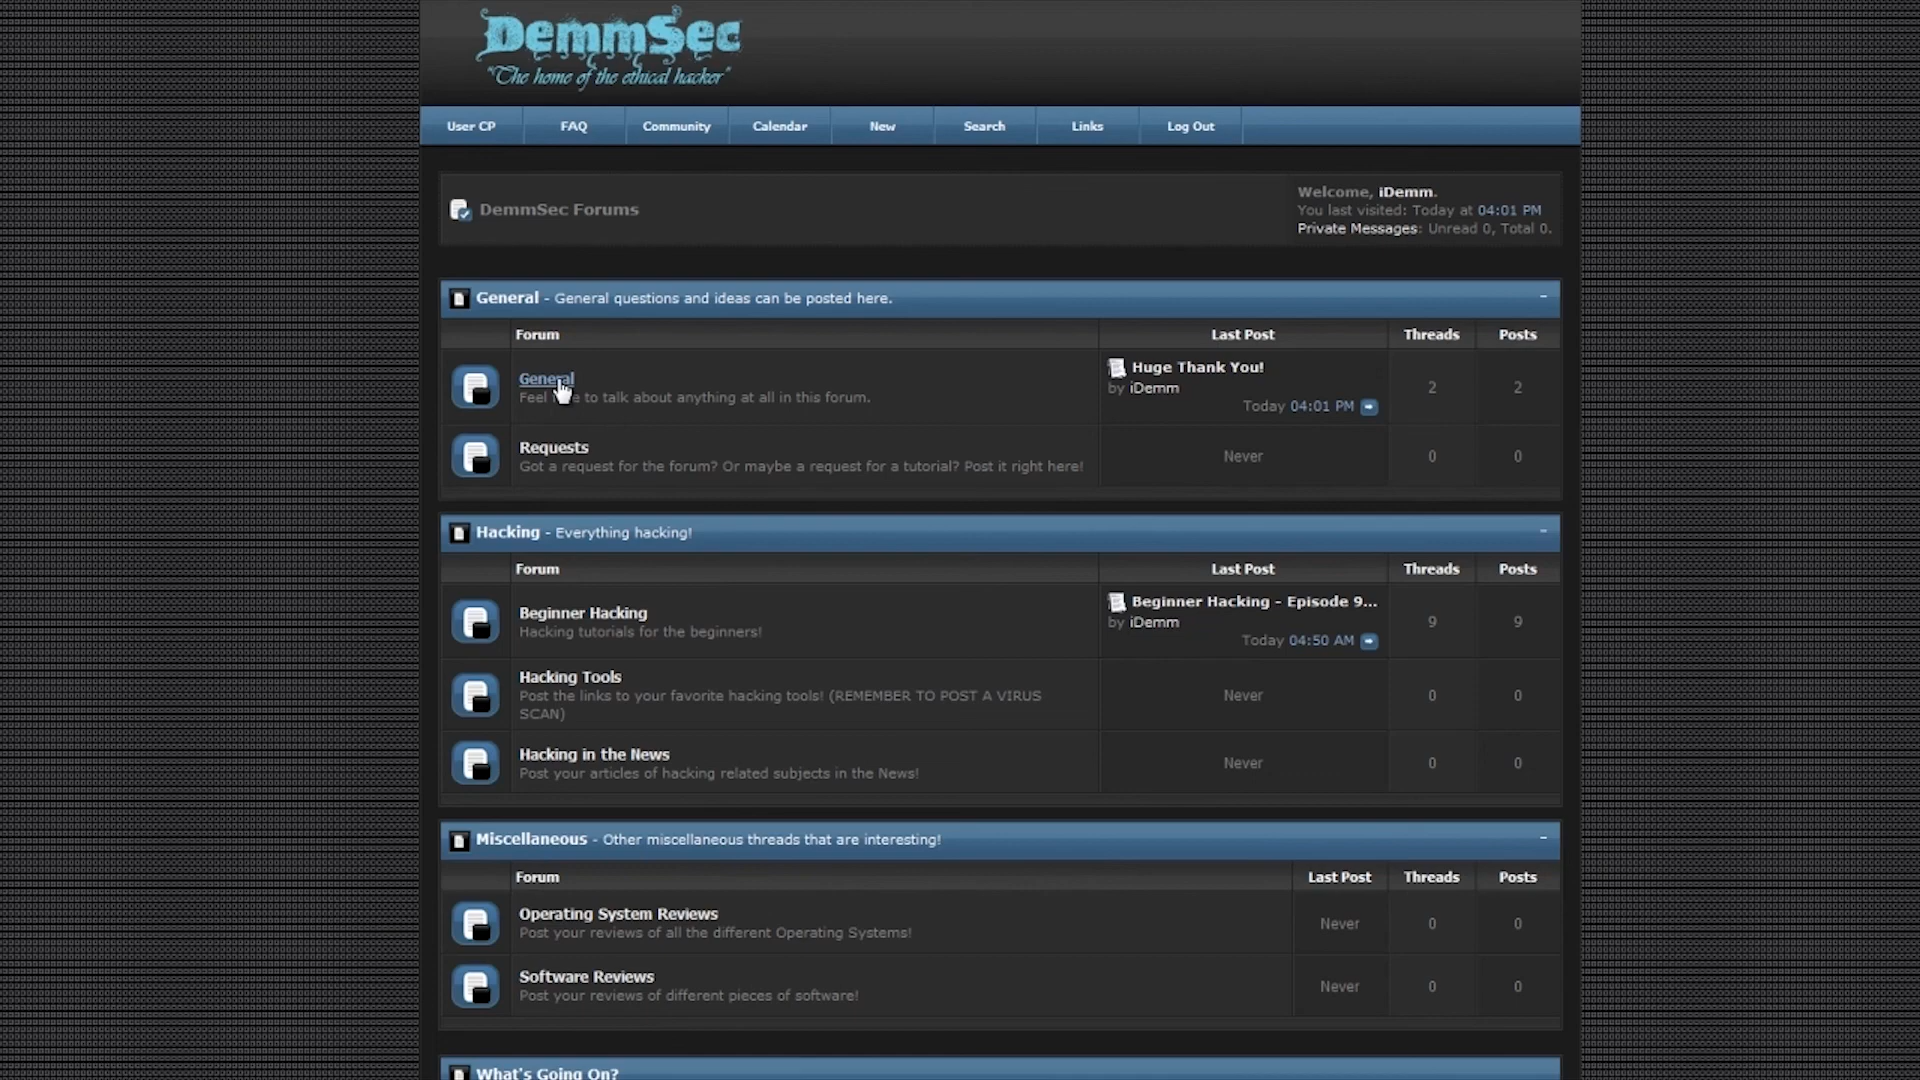 DemmSec
"The home of the ethical hacker"
User CP FAQ Community Calendar New Search Links Log Out
DemmSec Forums
Welcome, iDemm.
You last visited: Today at 04:01 PM
Private Messages: Unread 0, Total 0.
General - General questions and ideas can be posted here. -
Forum Last Post Threads Posts
General
Feel to talk about anything at all in this forum.
Huge Thank You!
by iDemm
Today 04:01 PM
2 2
Requests
Got a request for the forum? Or maybe a request for a tutorial? Post it right here!
Never 0 0
Hacking - Everything hacking! -
Forum Last Post Threads Posts
Beginner Hacking
Hacking tutorials for the beginners!
Beginner Hacking - Episode 9...
by iDemm
Today 04:50 AM
9 9
Hacking Tools
Post the links to your favorite hacking tools! (REMEMBER TO POST A VIRUS
SCAN)
Never 0 0
Hacking in the News
Post your articles of hacking related subjects in the News!
Never 0 0
Miscellaneous - Other miscellaneous threads that are interesting! -
Forum Last Post Threads Posts
Operating System Reviews
Post your reviews of all the different Operating Systems!
Never 0 0
Software Reviews
Post your reviews of different pieces of software!
Never 0 0
What's Going On?